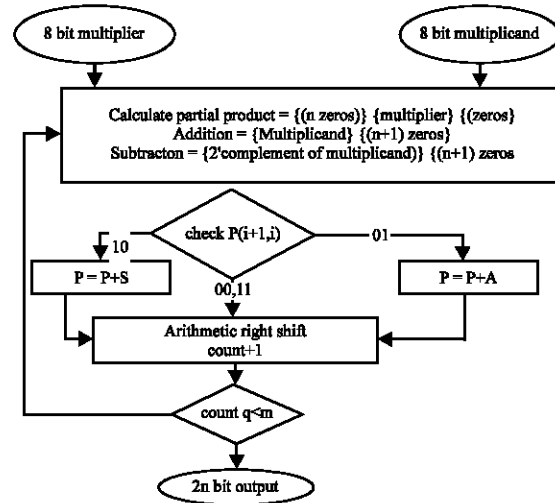 8 bit multiplier
8 bit multiplicand
Calculate partial product = {(n zeros)} {multiplier} {(zeros}
Addition = {Multiplicand} {(n+1) zeros}
Subtracton = {2'complement of multiplicand)} {(n+1) zeros
check P(i+1,i)
10
01
P = P+S
00,11
P = P+A
Arithmetic right shift
count+1
count q<m
2n bit output